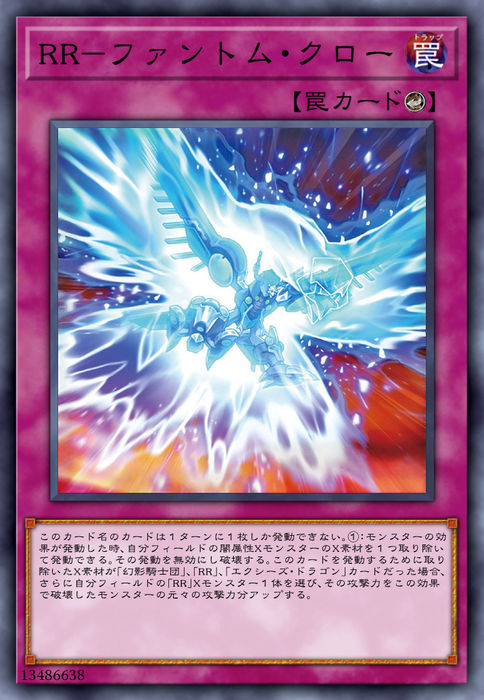 RR－ファントム・クロー
トラップ
罠
【罠カード】
このカード名のカードは１ターンに１枚しか発動できない。①：モンスターの効
果が発動した時、自分フィールドの闇属性XモンスターのX素材を１つ取り除い
て発動できる。その発動を無効にし破壊する。このカードを発動するために取り
除いたX素材が「幻影騎士団」、「RR」、「エクシーズ・ドラゴン」カードだった場合、
さらに自分フィールドの「RR」Xモンスター１体を選び、その攻撃力をこの効果
で破壊したモンスターの元々の攻撃力分アップする。
13486638